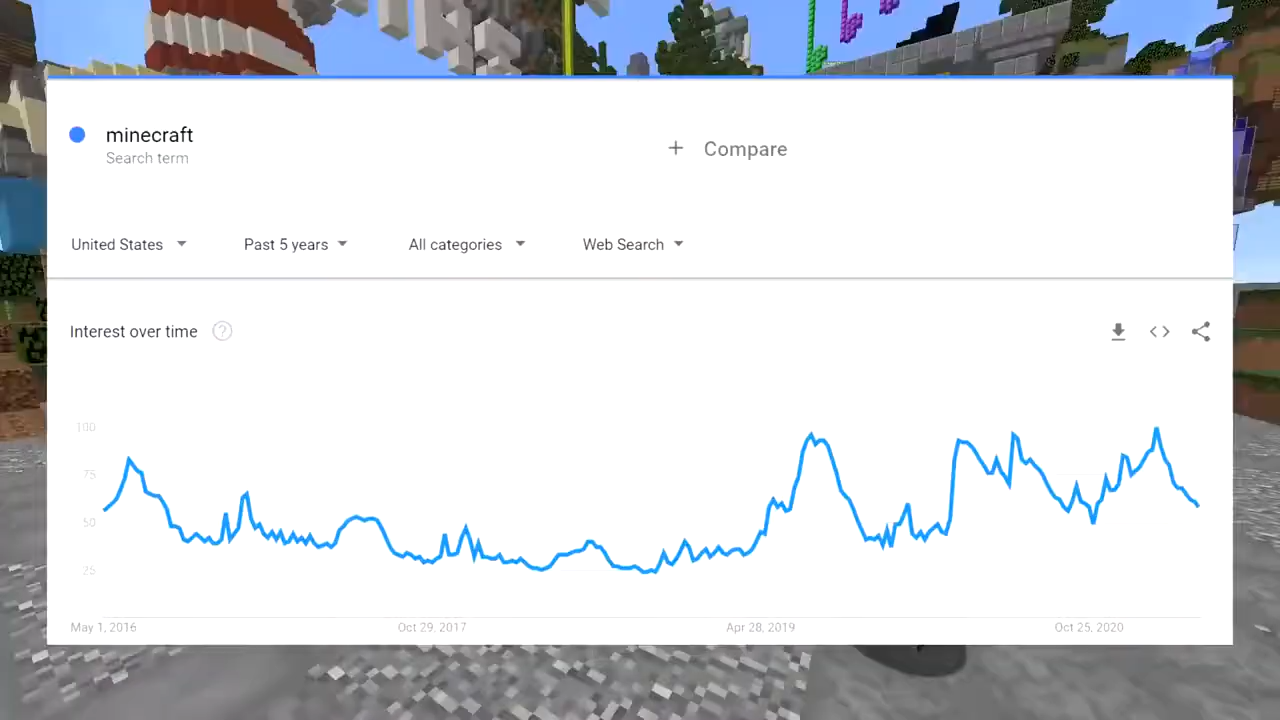 minecraft
Search term
+ Compare
United States Past 5 years All categories Web Search
Interest over time ?
100
75
50
25
May 1, 2016 Oct 29, 2017 Apr 28, 2019 Oct 25, 2020